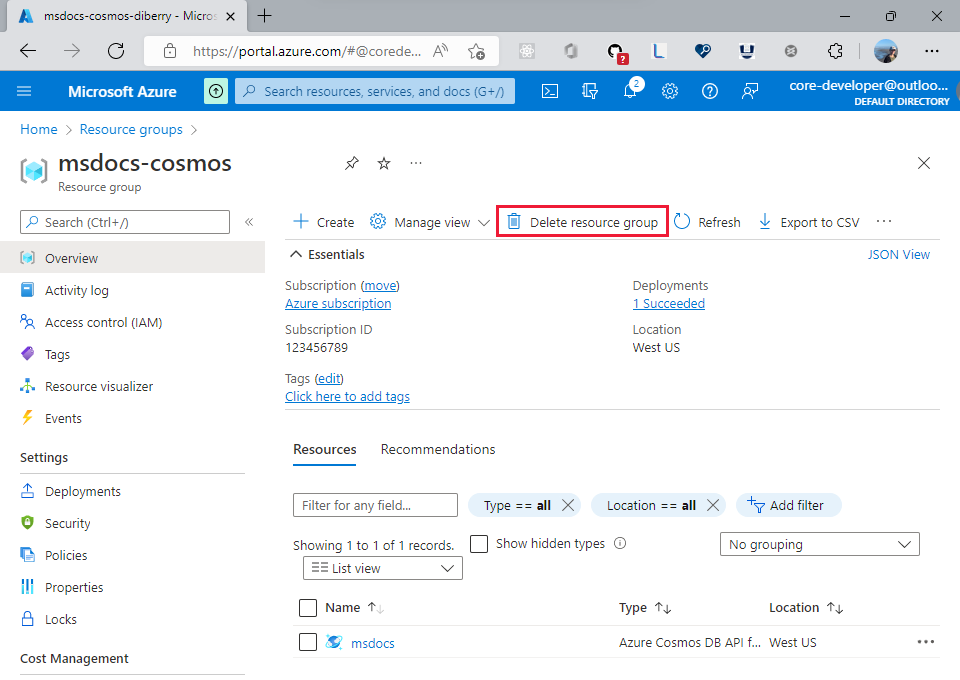 msdocs-cosmos-diberry - Micros
https://portal.azure.com/#@corede...
A
?
L
U
Microsoft Azure
Search resources, services, and docs (G+/)
2
core-developer@outloo...
DEFAULT DIRECTORY
Home > Resource groups >
msdocs-cosmos
Resource group
Search (Ctrl+/)
«
Create
Manage view
Delete resource group
Refresh
Export to CSV
...
Overview
Activity log
Access control (IAM)
Tags
Resource visualizer
Events
Settings
Deployments
Security
Policies
Properties
Locks
Cost Management
Essentials
JSON View
Subscription (move)
Azure subscription
Deployments
1 Succeeded
Subscription ID
123456789
Location
West US
Tags (edit)
Click here to add tags
Resources
Recommendations
Filter for any field...
Type == all
Location == all
Add filter
Showing 1 to 1 of 1 records.
Show hidden types
No grouping
List view
Name ↑↓
Type ↑↓
Location ↑↓
msdocs
Azure Cosmos DB API f...
West US
...